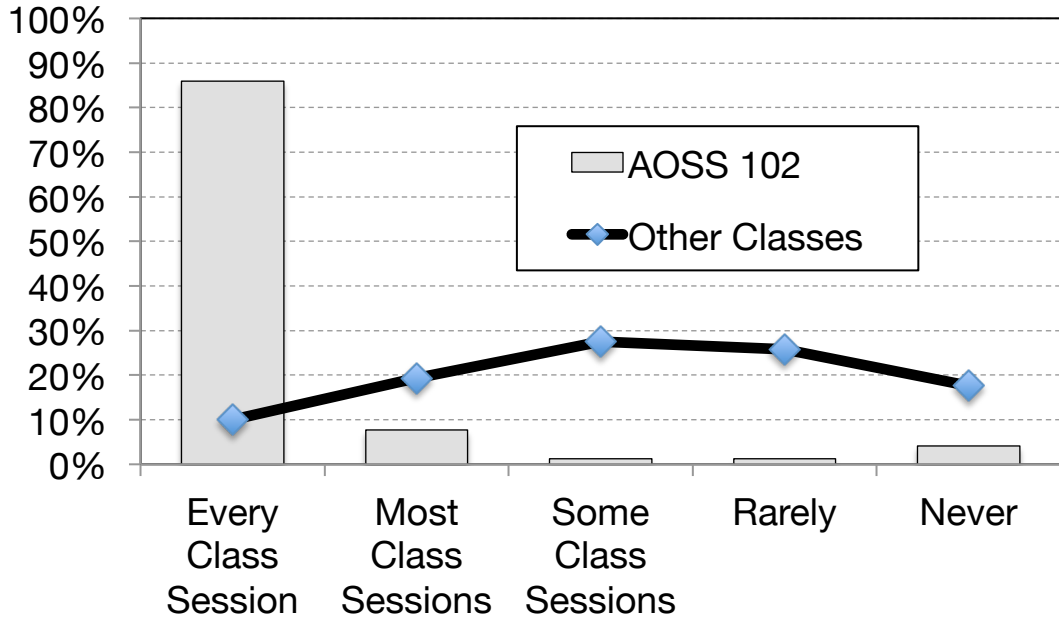 100%
90%
80%
70%
60%
50%
40%
30%
20%
10%
0%
AOSS 102
Other Classes
Every
Class
Session
Most
Class
Sessions
Some
Class
Sessions
Rarely
Never